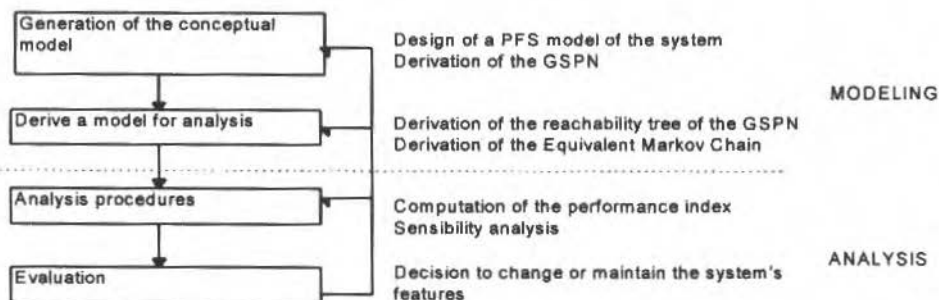 Generation of the conceptual
model
Design of a PFS model of the system
Derivation of the GSPN
MODELING
Derive a model for analysis
Derivation of the reachability tree of the GSPN
Derivation of the Equivalent Markov Chain
Analysis procedures
Computation of the performance index
Sensibility analysis
ANALYSIS
Evaluation
Decision to change or maintain the system's
features